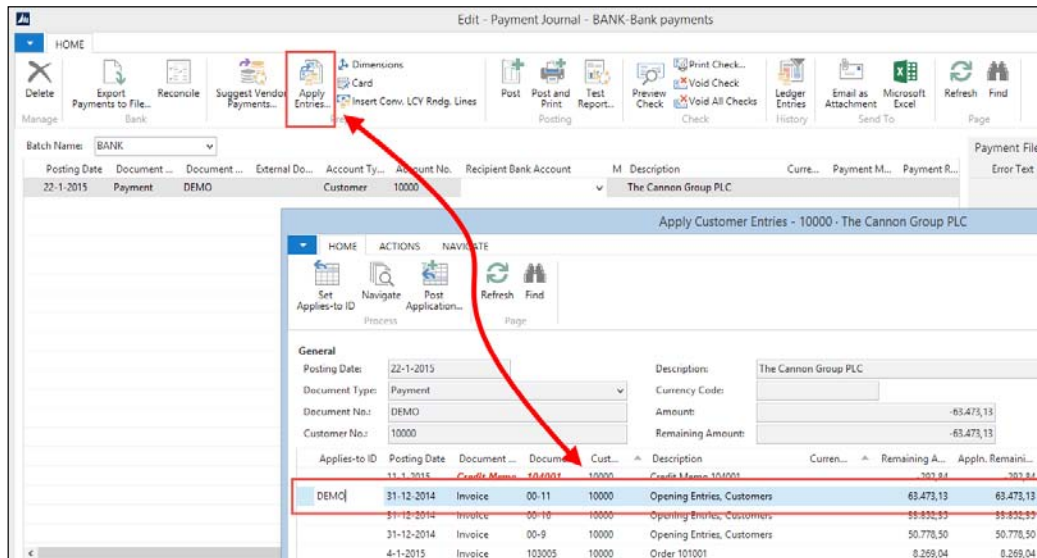 Edit - Payment Journal - BANK-Bank payments
HOME
Delete
Export Payments to File...
Reconcile
Suggest Vendor Payments...
Apply Entries...
Dimensions
Card
Insert Conv. LCY Rndg. Lines
Post
Post and Print
Test Report...
Preview Check
Print Check...
Void Check
Void All Checks
Ledger Entries
Email as Attachment
Microsoft Excel
Refresh
Find
Manage Bank Posting Check History Send To Page
Batch Name: BANK
Payment File
Posting Date Document ... Document ... External Do... Account Ty... Account No. Recipient Bank Account M Description Curre... Payment M... Payment R... Error Text
22-1-2015 Payment DEMO Customer 10000 The Cannon Group PLC
Apply Customer Entries - 10000 · The Cannon Group PLC
HOME ACTIONS NAVIGATE
Set Applies-to ID
Navigate
Post Application...
Refresh
Find
Process Page
General
Posting Date: 22-1-2015 Description: The Cannon Group PLC
Document Type: Payment Currency Code:
Document No.: DEMO Amount: -63.473,13
Customer No.: 10000 Remaining Amount: -63.473,13
Applies-to ID Posting Date Document ... Docume... Cust... Description Curren... Remaining A... Appln. Remaini...
11-1-2015 Credit Memo 104001 10000 Credit Memo 104001 -292,84 -292,84
DEMO 31-12-2014 Invoice 00-11 10000 Opening Entries, Customers 63.473,13 63.473,13
31-12-2014 Invoice 00-10 10000 Opening Entries, Customers
31-12-2014 Invoice 00-9 10000 Opening Entries, Customers 50.778,50 50.778,50
4-1-2015 Invoice 103005 10000 Order 101001 8.269,04 8.269,04